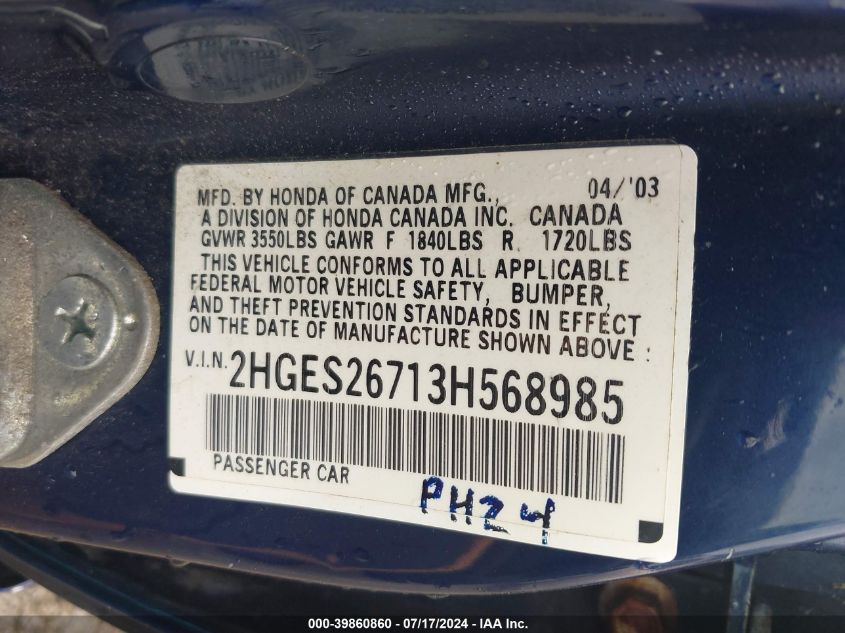 MFD. BY HONDA OF CANADA MFG., 04/'03
A DIVISION OF HONDA CANADA INC. CANADA
GVWR 3550LBS GAWR F 1840LBS R 1720LBS
THIS VEHICLE CONFORMS TO ALL APPLICABLE
FEDERAL MOTOR VEHICLE SAFETY, BUMPER,
AND THEFT PREVENTION STANDARDS IN EFFECT
ON THE DATE OF MANUFACTURE SHOWN ABOVE :
V.I.N. 2HGES26713H568985
PASSENGER CAR
PH24
000-39860860 - 07/17/2024 - IAA Inc.